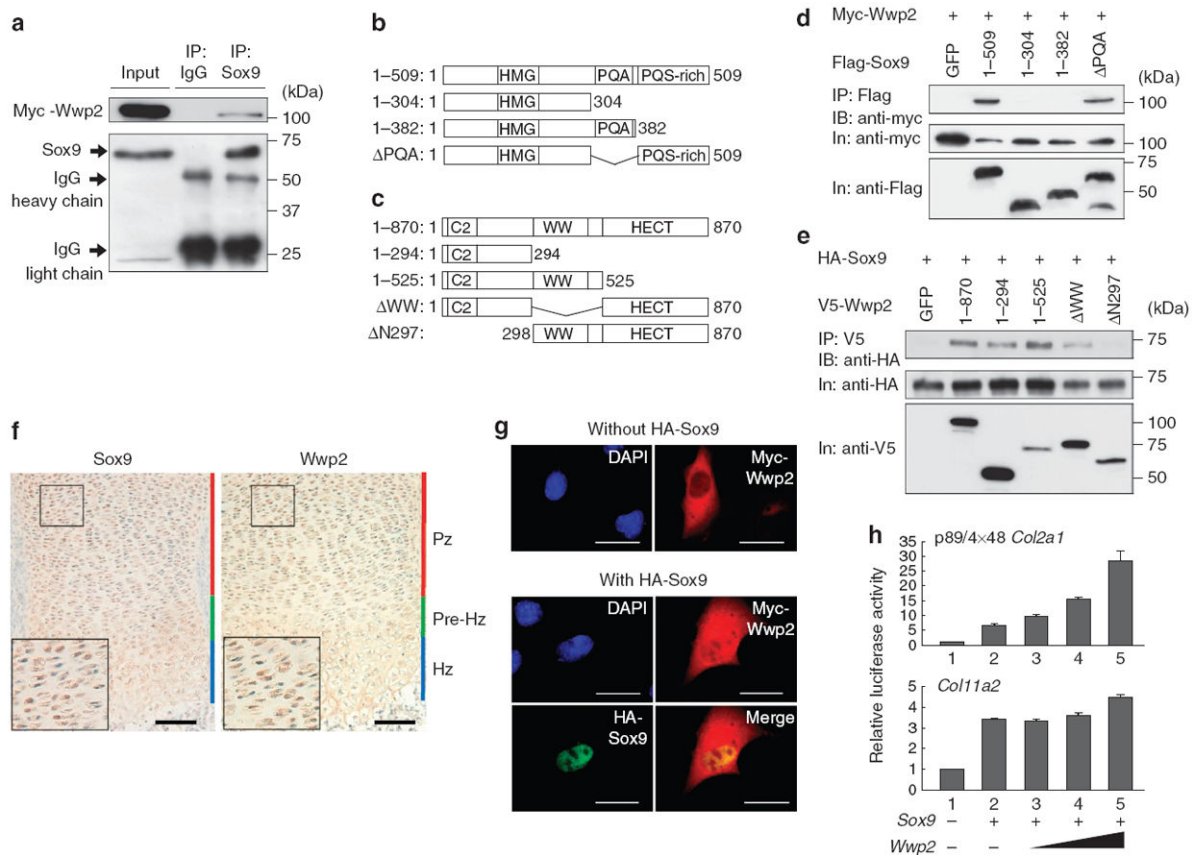 a
IP: IP:
Input IgG Sox9
(kDa)
Myc -Wwp2
100
75
Sox9
IgG
heavy chain
50
37
IgG
light chain
25
b
1–509: 1 HMG PQA PQS-rich 509
1–304: 1 HMG 304
1–382: 1 HMG PQA 382
ΔPQA: 1 HMG PQS-rich 509
c
1–870: 1 C2 WW HECT 870
1–294: 1 C2 294
1–525: 1 C2 WW 525
ΔWW: 1 C2 HECT 870
ΔN297: 298 WW HECT 870
d
Myc-Wwp2 + + + + +
Flag-Sox9 GFP 1–509 1–304 1–382 ΔPQA
(kDa)
IP: Flag
IB: anti-myc
100
In: anti-myc
100
75
In: anti-Flag
50
e
HA-Sox9 + + + + + +
V5-Wwp2 GFP 1–870 1–294 1–525 ΔWW ΔN297
(kDa)
IP: V5
IB: anti-HA
75
In: anti-HA
75
In: anti-V5
100
75
50
f
Sox9 Wwp2
Pz
Pre-Hz
Hz
g
Without HA-Sox9
DAPI Myc-
Wwp2
With HA-Sox9
DAPI Myc-
Wwp2
HA-
Sox9
Merge
h
p89/4×48 Col2a1
Relative luciferase activity
35
30
25
20
15
10
5
0
1 2 3 4 5
Col11a2
5
4
3
2
1
0
1 2 3 4 5
Sox9 – + + + +
Wwp2 – –